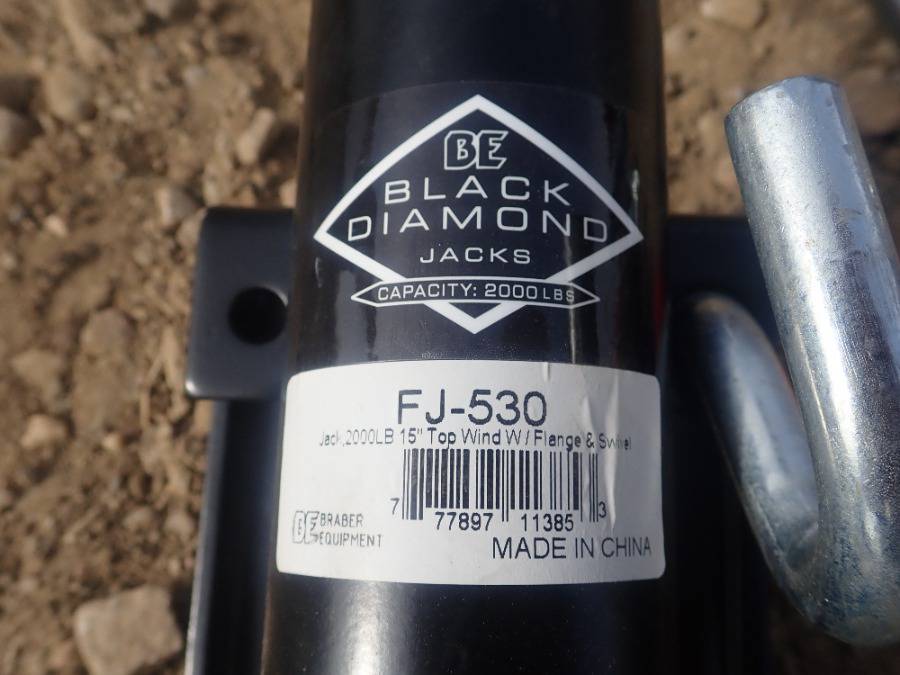 BE
BLACK
DIAMOND
JACKS
CAPACITY: 2000 LBS
FJ-530
Jack,2000LB 15" Top Wind W/ Flange & Swivel
7 77897 11385 3
BE BRABER
EQUIPMENT
MADE IN CHINA